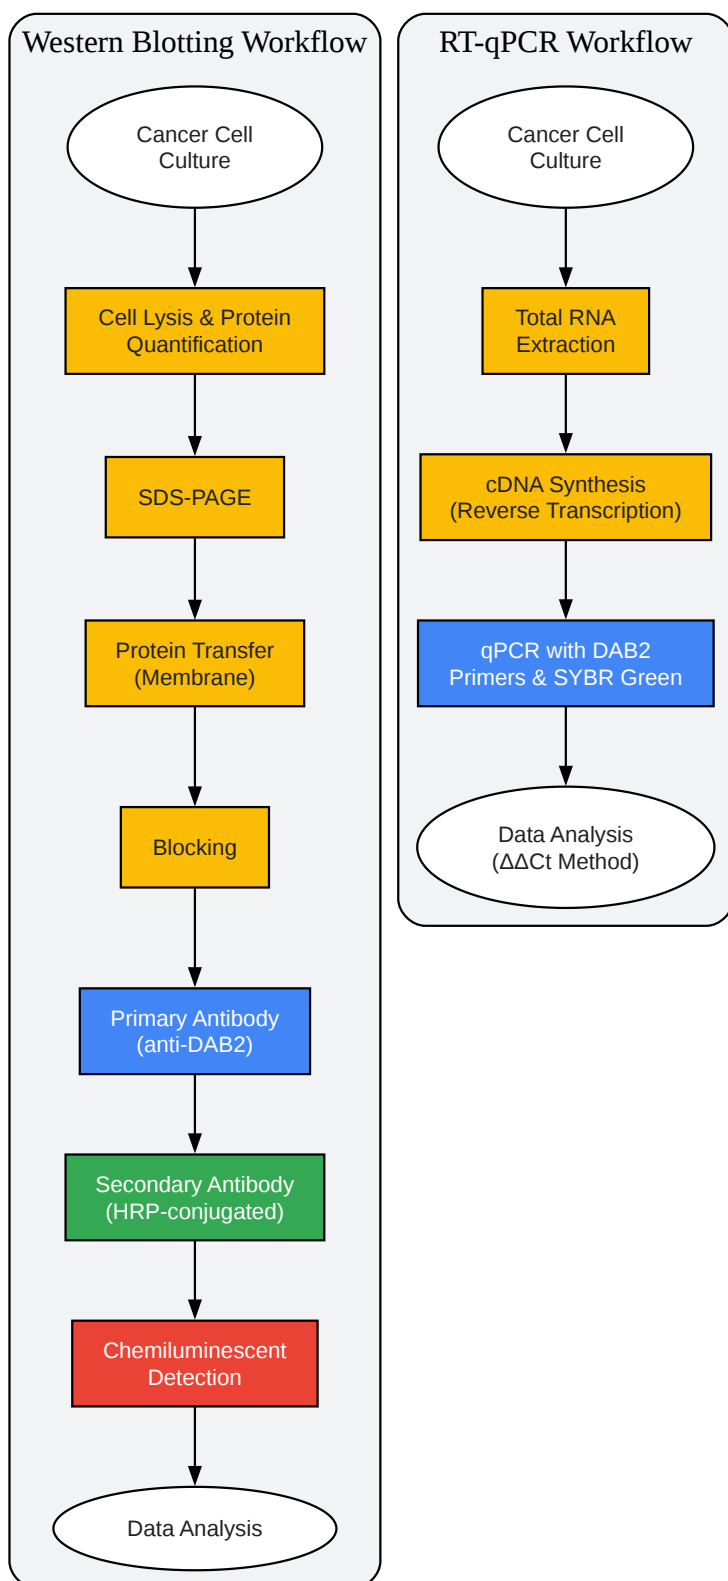 Western Blotting Workflow
Cancer Cell
Culture
Cell Lysis & Protein
Quantification
SDS-PAGE
Protein Transfer
(Membrane)
Blocking
Primary Antibody
(anti-DAB2)
Secondary Antibody
(HRP-conjugated)
Chemiluminescent
Detection
Data Analysis
RT-qPCR Workflow
Cancer Cell
Culture
Total RNA
Extraction
cDNA Synthesis
(Reverse Transcription)
qPCR with DAB2
Primers & SYBR Green
Data Analysis
(ΔΔCt Method)